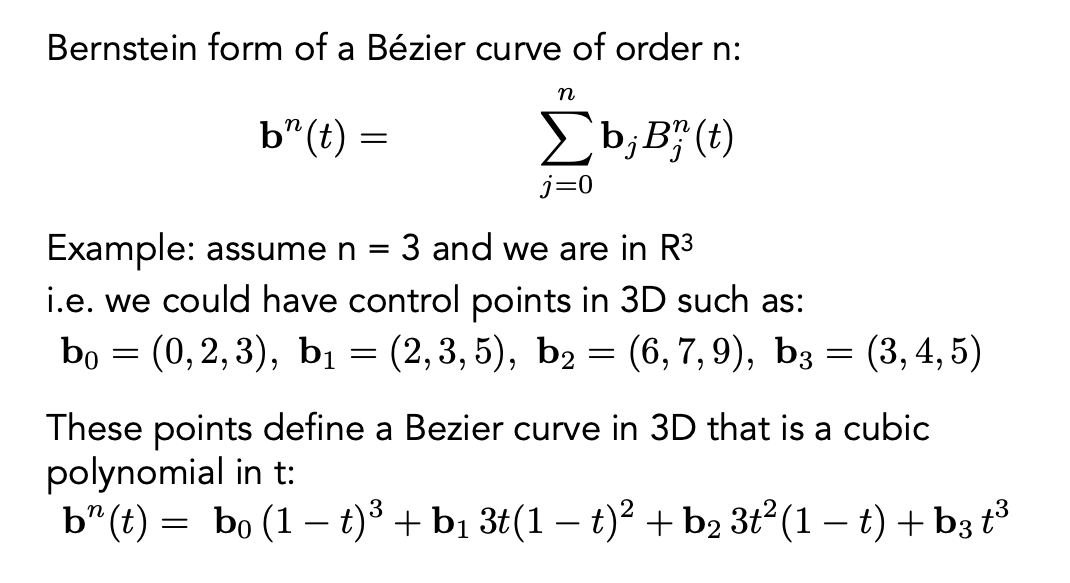 Bernstein form of a Bézier curve of order n:
𝐛ⁿ(t) = ∑_{j=0}^{n} 𝐛_j B_j^n(t)
Example: assume n = 3 and we are in R³
i.e. we could have control points in 3D such as:
𝐛₀ = (0, 2, 3), 𝐛₁ = (2, 3, 5), 𝐛₂ = (6, 7, 9), 𝐛₃ = (3, 4, 5)
These points define a Bezier curve in 3D that is a cubic
polynomial in t:
𝐛ⁿ(t) = 𝐛₀ (1 − t)³ + 𝐛₁ 3t(1 − t)² + 𝐛₂ 3t²(1 − t) + 𝐛₃ t³